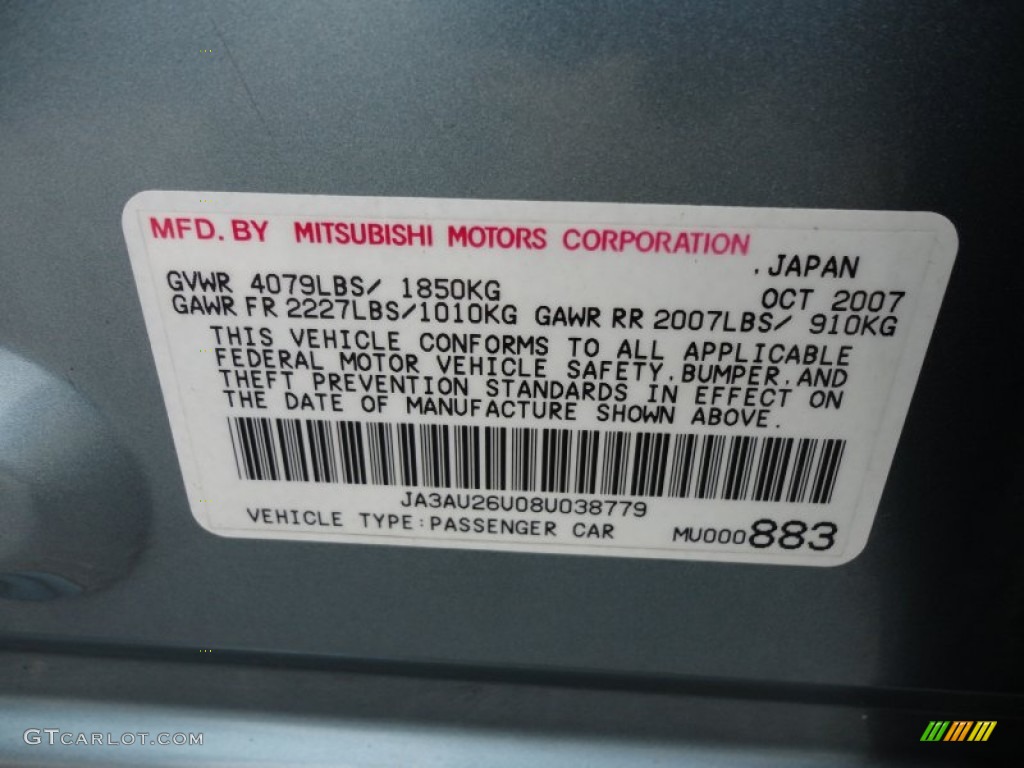 MFD. BY MITSUBISHI MOTORS CORPORATION
.JAPAN
GVWR 4079LBS/ 1850KG OCT 2007
GAWR FR 2227LBS/1010KG GAWR RR 2007LBS/ 910KG
THIS VEHICLE CONFORMS TO ALL APPLICABLE
FEDERAL MOTOR VEHICLE SAFETY.BUMPER.AND
THEFT PREVENTION STANDARDS IN EFFECT ON
THE DATE OF MANUFACTURE SHOWN ABOVE.
JA3AU26U08U038779
VEHICLE TYPE:PASSENGER CAR MU000883
GTCARLOT.COM